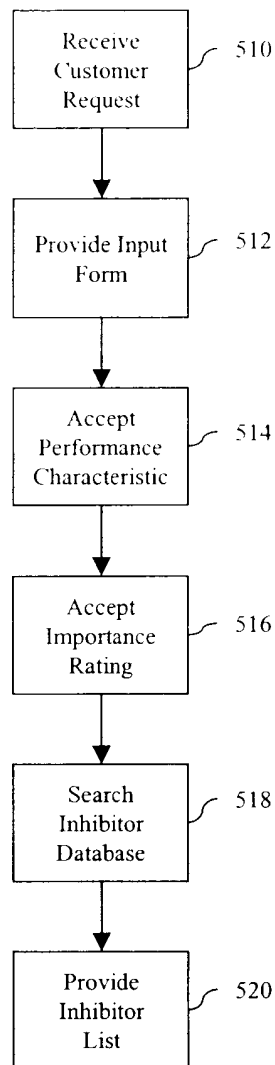 Receive
Customer
Request
510
Provide Input
Form
512
Accept
Performance
Characteristic
514
Accept
Importance
Rating
516
Search
Inhibitor
Database
518
Provide
Inhibitor
List
520